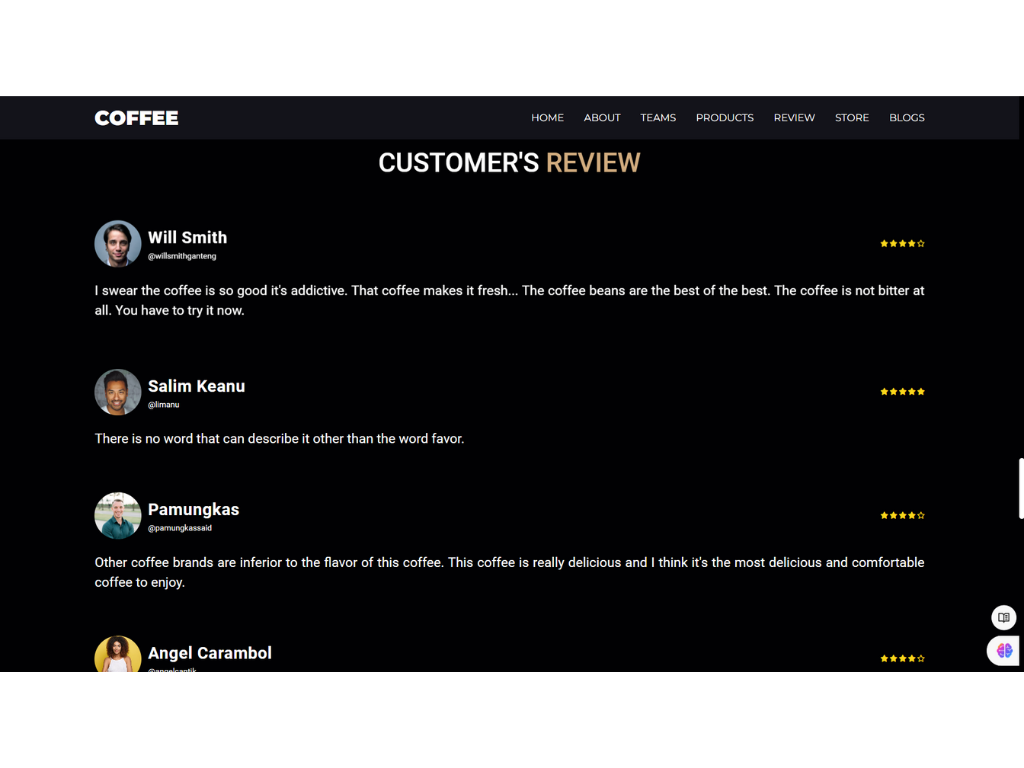 COFFEE
HOME ABOUT TEAMS PRODUCTS REVIEW STORE BLOGS
CUSTOMER'S REVIEW
Will Smith
@willsmithganteng
I swear the coffee is so good it's addictive. That coffee makes it fresh... The coffee beans are the best of the best. The coffee is not bitter at
all. You have to try it now.
Salim Keanu
@limanu
There is no word that can describe it other than the word favor.
Pamungkas
@pamungkassaid
Other coffee brands are inferior to the flavor of this coffee. This coffee is really delicious and I think it's the most delicious and comfortable
coffee to enjoy.
Angel Carambol